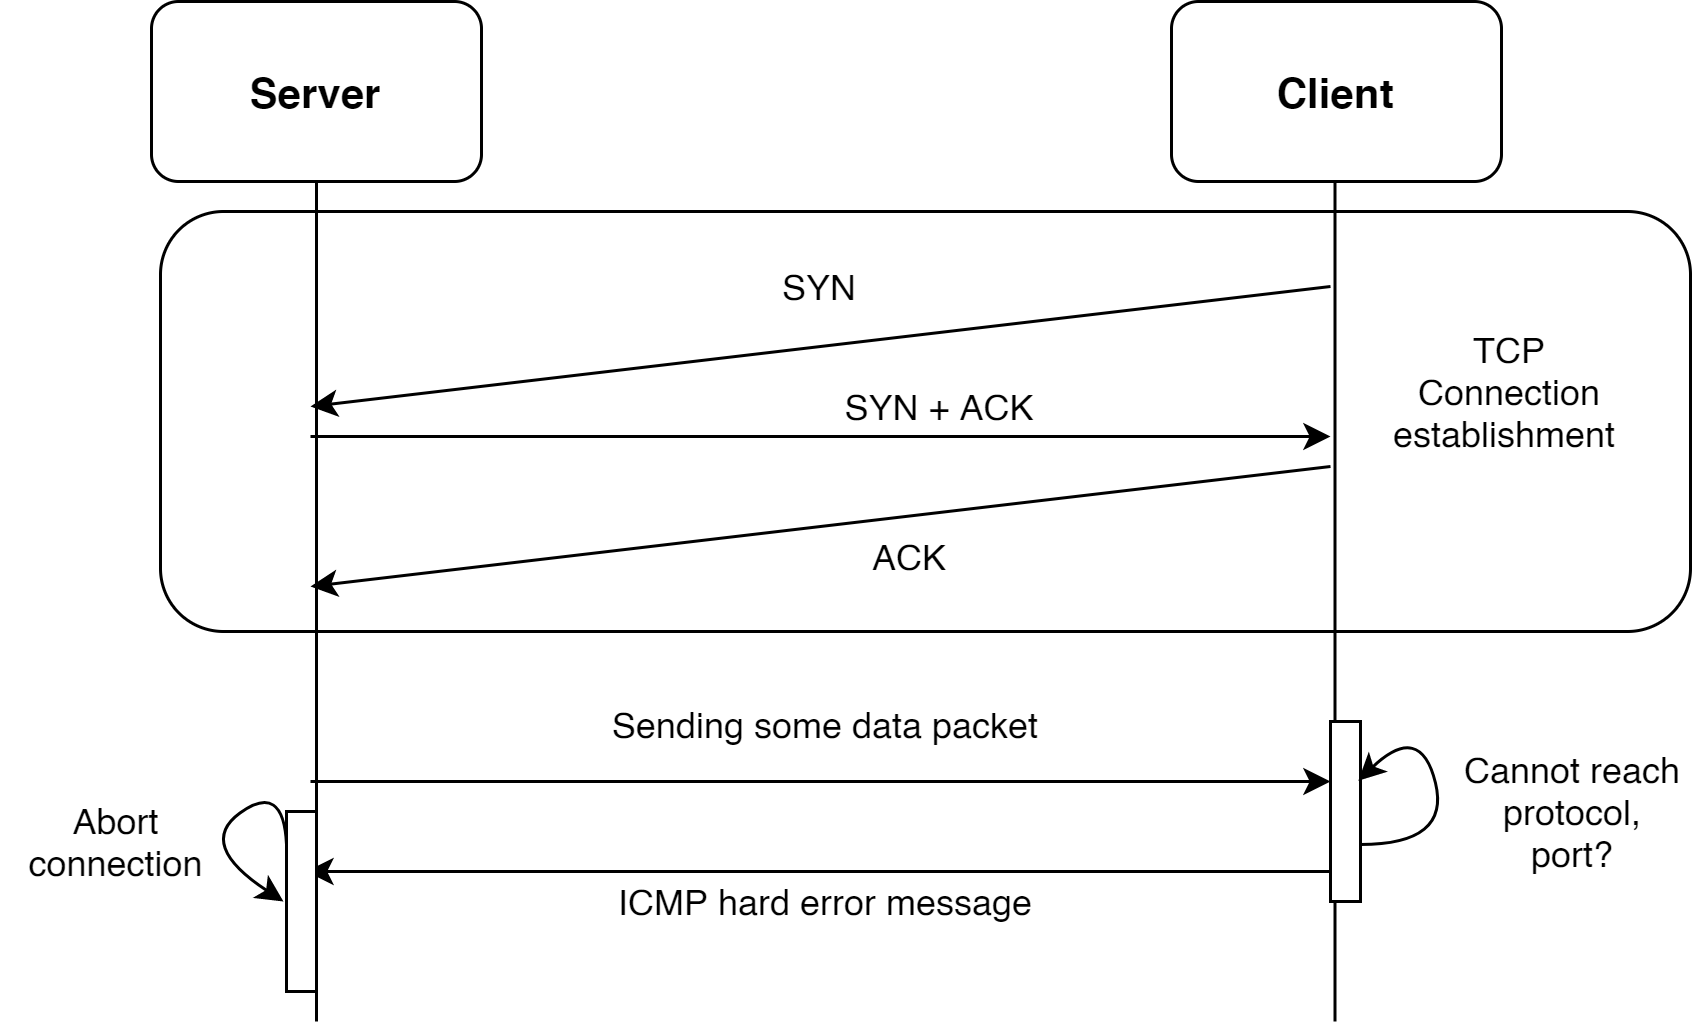 Server
Client
SYN
TCP
Connection
establishment
SYN + ACK
ACK
Sending some data packet
Cannot reach
protocol,
port?
Abort
connection
ICMP hard error message